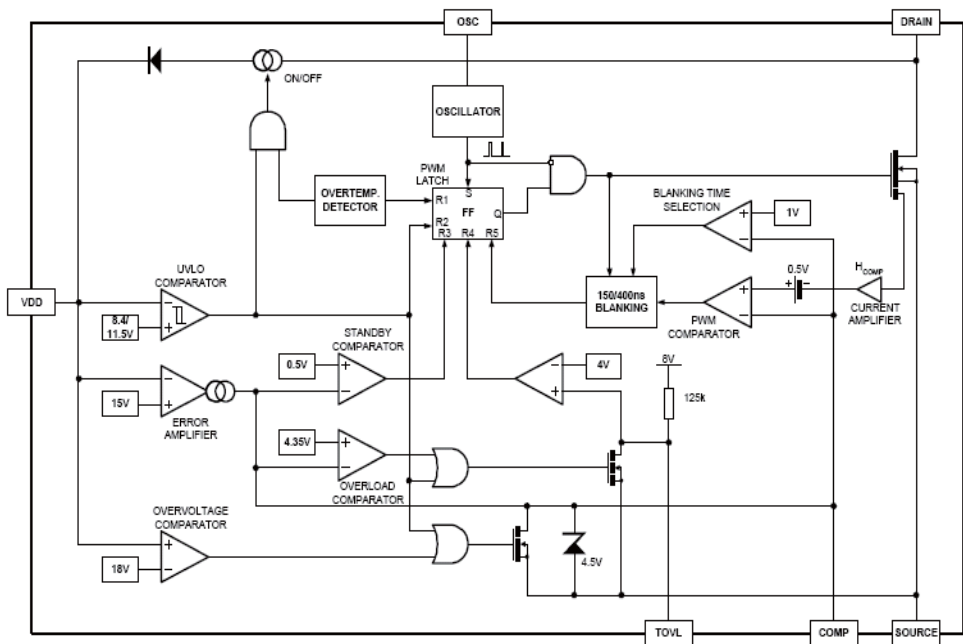 OSC
DRAIN
ON/OFF
OSCILLATOR
PWM
LATCH
BLANKING TIME
SELECTION
OVERTEMP.
DETECTOR
R1
S
R2
FF
Q
R3
R4
R5
1V
UVLO
COMPARATOR
0.5V
HCOMP
VDD
150/400ns
BLANKING
PWM
COMPARATOR
CURRENT
AMPLIFIER
8.4/
11.5V
STANDBY
COMPARATOR
0.5V
4V
8V
125k
15V
ERROR
AMPLIFIER
4.35V
OVERLOAD
COMPARATOR
OVERVOLTAGE
COMPARATOR
18V
4.5V
TOVL
COMP
SOURCE